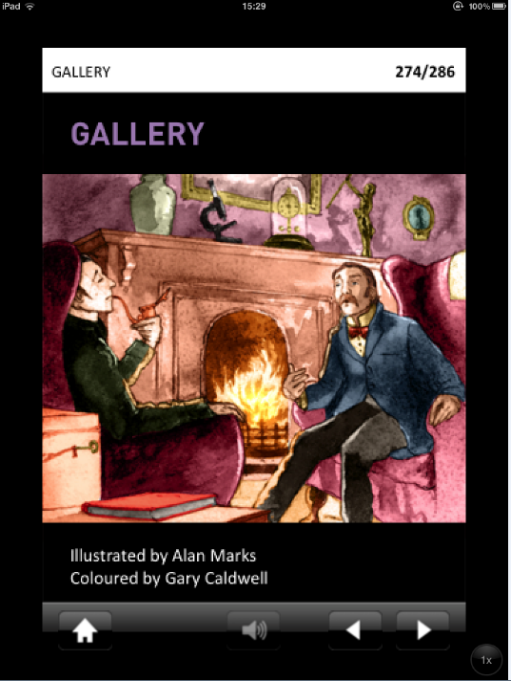 iPad 15:29 100%
GALLERY 274/286
GALLERY
Illustrated by Alan Marks
Coloured by Gary Caldwell
1x